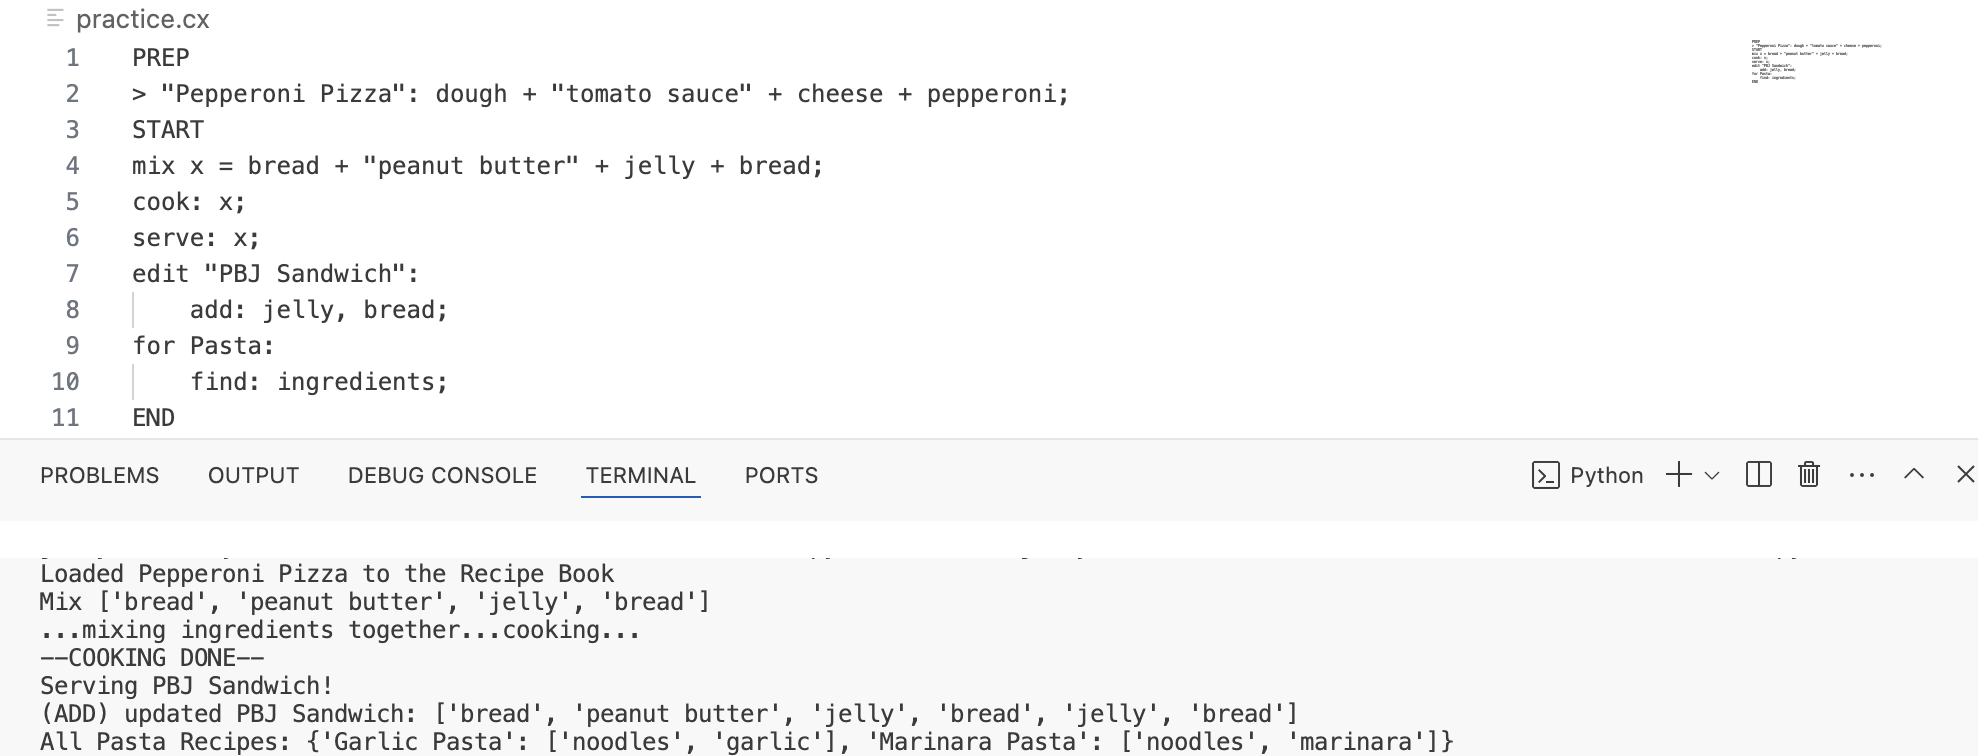 practice.cx
1 PREP
2 > "Pepperoni Pizza": dough + "tomato sauce" + cheese + pepperoni;
3 START
4 mix x = bread + "peanut butter" + jelly + bread;
5 cook: x;
6 serve: x;
7 edit "PBJ Sandwich":
8     add: jelly, bread;
9 for Pasta:
10     find: ingredients;
11 END
PROBLEMS OUTPUT DEBUG CONSOLE TERMINAL PORTS Python
Loaded Pepperoni Pizza to the Recipe Book
Mix ['bread', 'peanut butter', 'jelly', 'bread']
...mixing ingredients together...cooking...
--COOKING DONE--
Serving PBJ Sandwich!
(ADD) updated PBJ Sandwich: ['bread', 'peanut butter', 'jelly', 'bread', 'jelly', 'bread']
All Pasta Recipes: {'Garlic Pasta': ['noodles', 'garlic'], 'Marinara Pasta': ['noodles', 'marinara']}